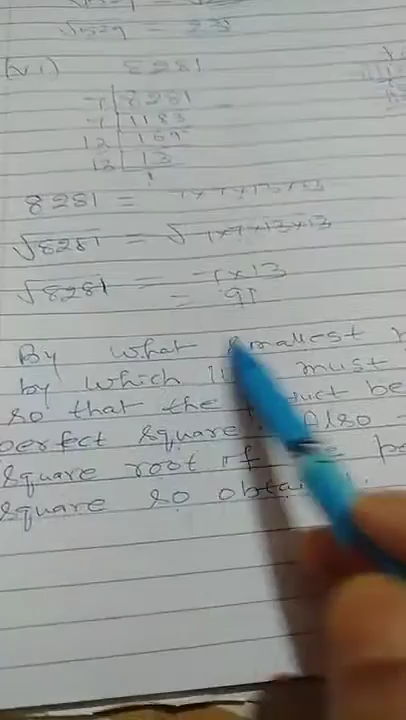 √529 = 23
(vi) 8281
7 | 8281
7 | 1183
13 | 169
13 | 13
1
8281 = 7×7×13×13
√8281 = √7×7×13×13
√8281 = 7×13
= 91
By what smallest
by which must
so that the be
perfect square. Also
square root of
square so